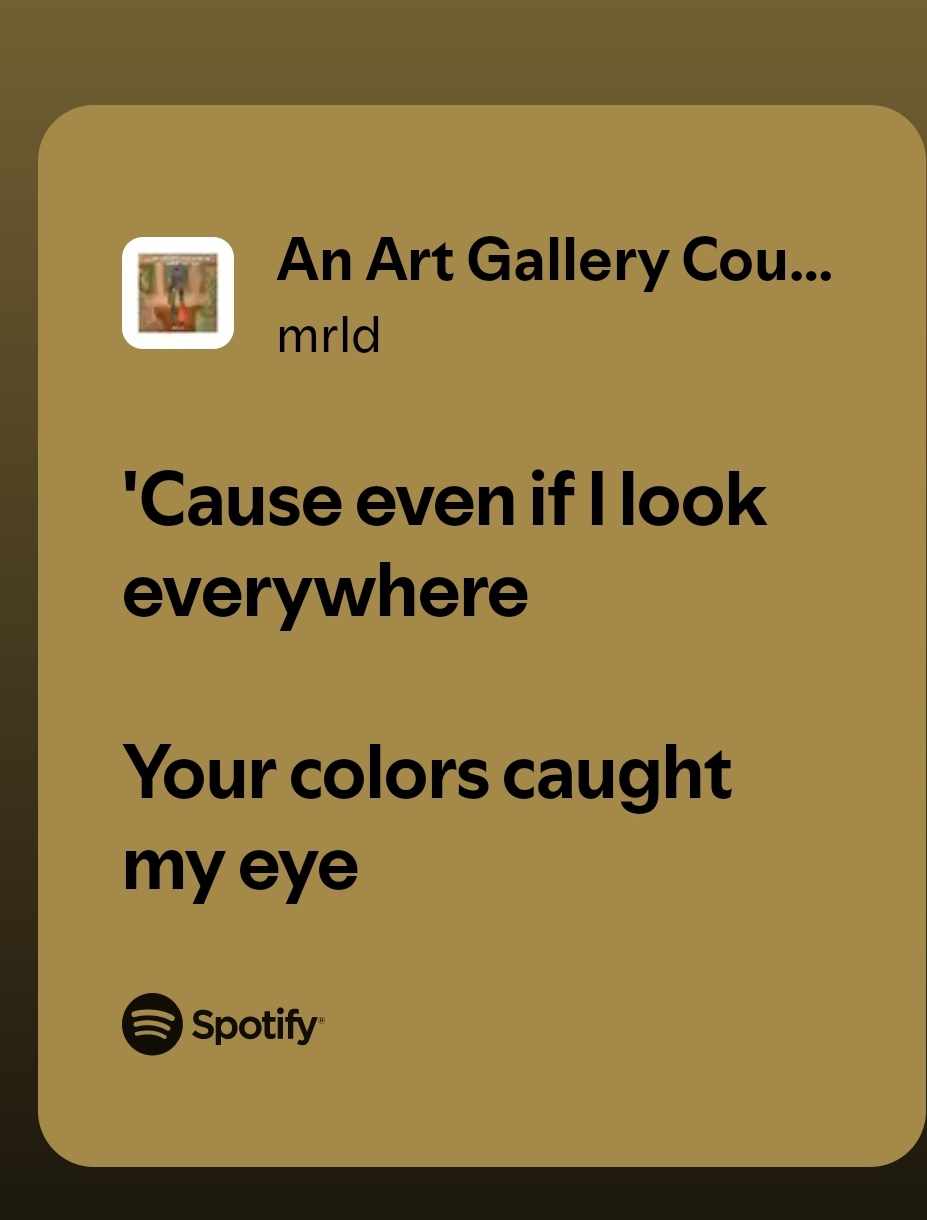 An Art Gallery Cou...
mrld
'Cause even if I look
everywhere
Your colors caught
my eye
Spotify®